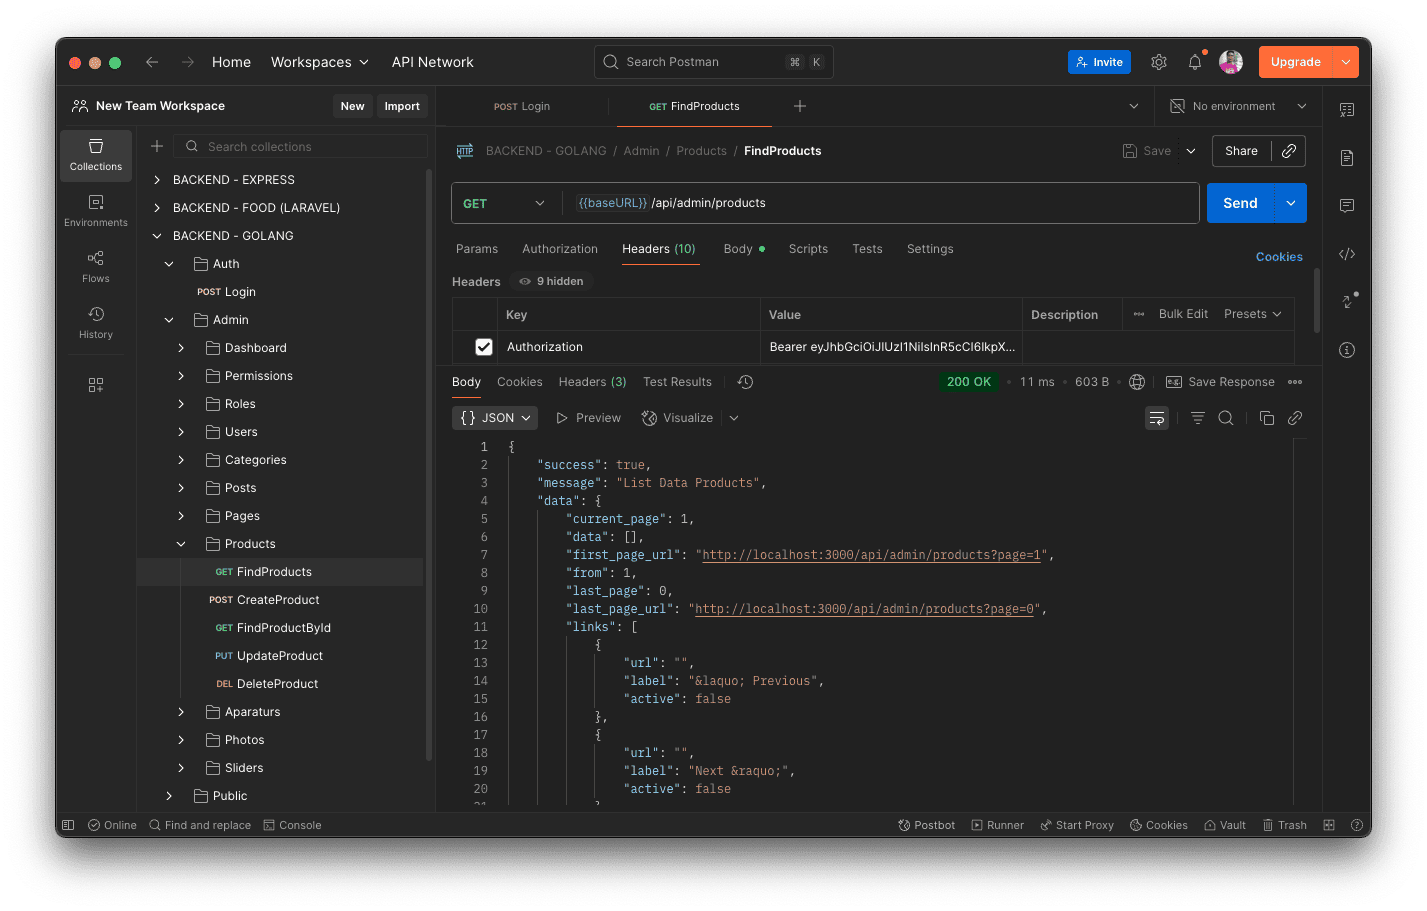 Home
Workspaces
API Network
Search Postman
⌘ K
Invite
Upgrade
New Team Workspace
New
Import
POST Login
GET FindProducts
No environment
Collections
Environments
Flows
History
Search collections
BACKEND - EXPRESS
BACKEND - FOOD (LARAVEL)
BACKEND - GOLANG
Auth
POST Login
Admin
Dashboard
Permissions
Roles
Users
Categories
Posts
Pages
Products
GET FindProducts
POST CreateProduct
GET FindProductById
PUT UpdateProduct
DEL DeleteProduct
Aparaturs
Photos
Sliders
Public
HTTP BACKEND - GOLANG / Admin / Products / FindProducts
Save
Share
GET
{{baseURL}} /api/admin/products
Send
Params Authorization Headers (10) Body Scripts Tests Settings
Cookies
Headers 9 hidden
Key Value Description Bulk Edit Presets
Authorization Bearer eyJhbGciOiJIUzI1NiIsInR5cCI6IkpX...
Body Cookies Headers (3) Test Results
200 OK • 11 ms • 603 B
Save Response
{} JSON Preview Visualize
1 {
2 "success": true,
3 "message": "List Data Products",
4 "data": {
5 "current_page": 1,
6 "data": [],
7 "first_page_url": "http://localhost:3000/api/admin/products?page=1",
8 "from": 1,
9 "last_page": 0,
10 "last_page_url": "http://localhost:3000/api/admin/products?page=0",
11 "links": [
12 {
13 "url": "",
14 "label": "&laquo; Previous",
15 "active": false
16 },
17 {
18 "url": "",
19 "label": "Next &raquo;",
20 "active": false
21 }
Online
Find and replace
Console
Postbot
Runner
Start Proxy
Cookies
Vault
Trash